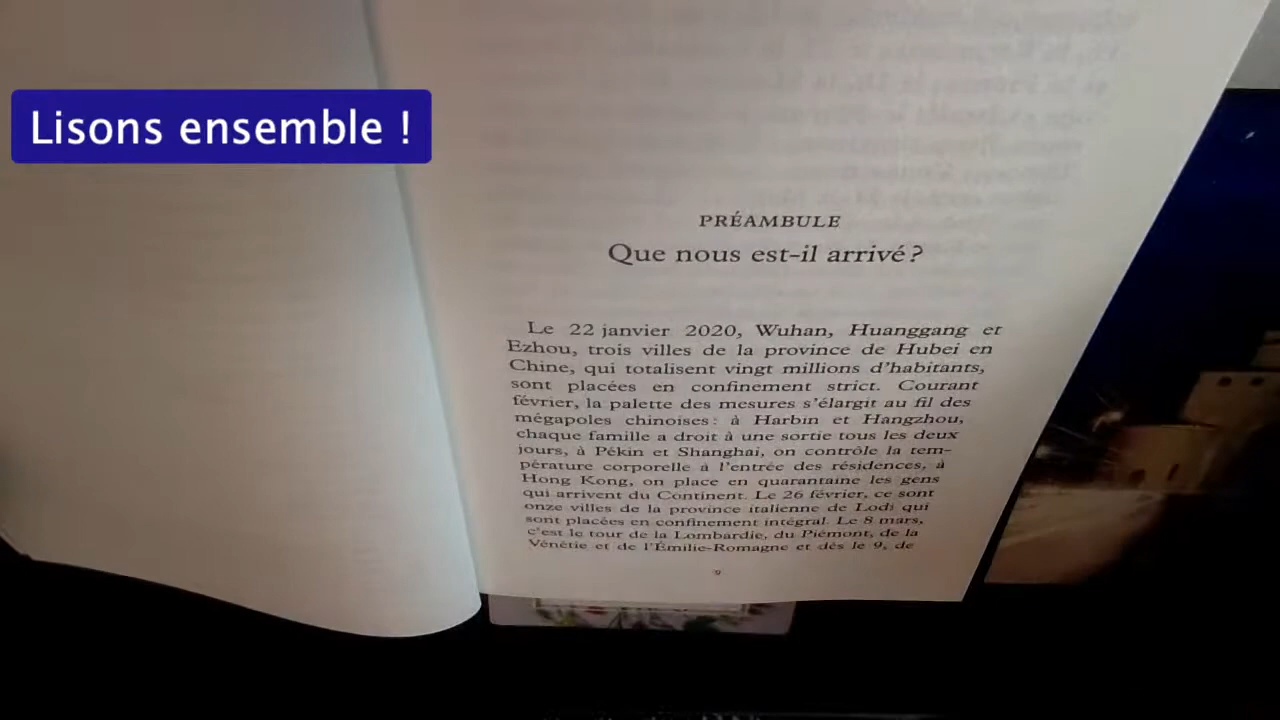 Lisons ensemble !
PRÉAMBULE
Que nous est-il arrivé ?
Le 22 janvier 2020, Wuhan, Huanggang et
Ezhou, trois villes de la province de Hubei en
Chine, qui totalisent vingt millions d'habitants,
sont placées en confinement strict. Courant
février, la palette des mesures s'élargit au fil des
mégapoles chinoises : à Harbin et Hangzhou,
chaque famille a droit à une sortie tous les deux
jours, à Pékin et Shanghai, on contrôle la tem-
pérature corporelle à l'entrée des résidences, à
Hong Kong, on place en quarantaine les gens
qui arrivent du Continent. Le 26 février, ce sont
onze villes de la province italienne de Lodi qui
sont placées en confinement intégral. Le 8 mars,
c'est le tour de la Lombardie, du Piémont, de la
Vénétie et de l'Émilie-Romagne et dès le 9, de
9